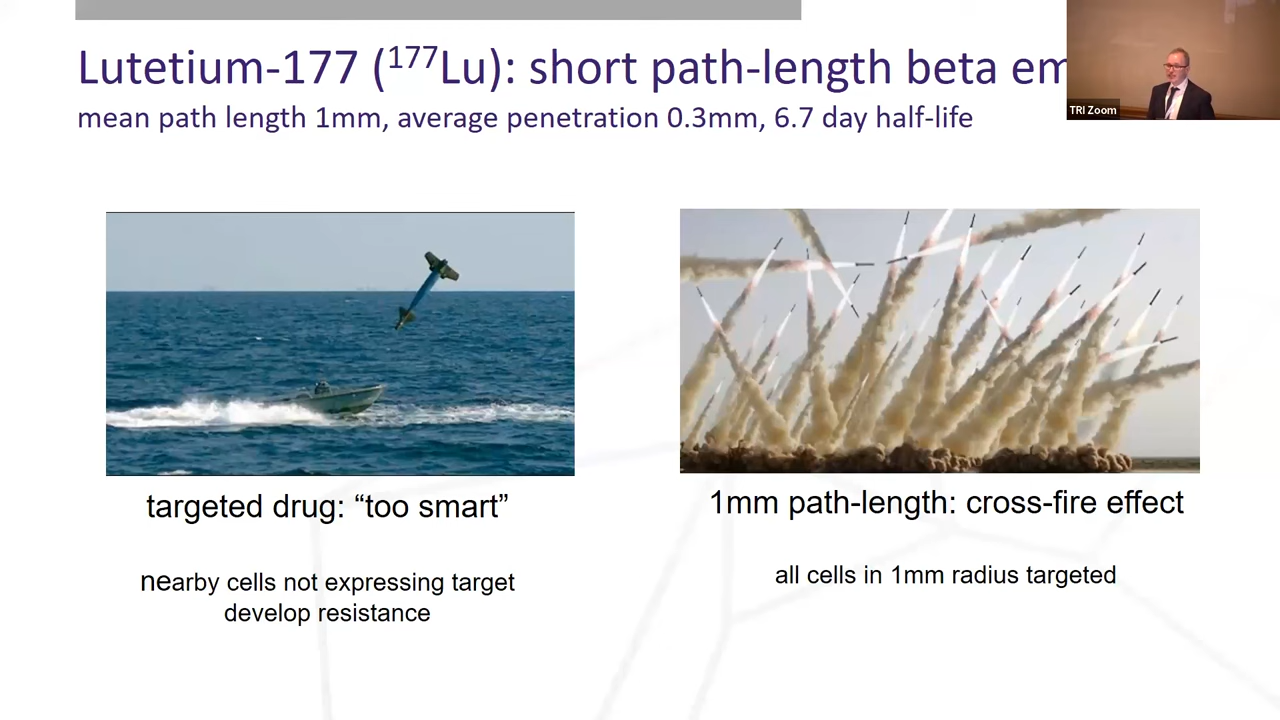 Lutetium-177 (¹⁷⁷Lu): short path-length beta em
mean path length 1mm, average penetration 0.3mm, 6.7 day half-life
TRI Zoom
targeted drug: “too smart”
1mm path-length: cross-fire effect
nearby cells not expressing target
develop resistance
all cells in 1mm radius targeted